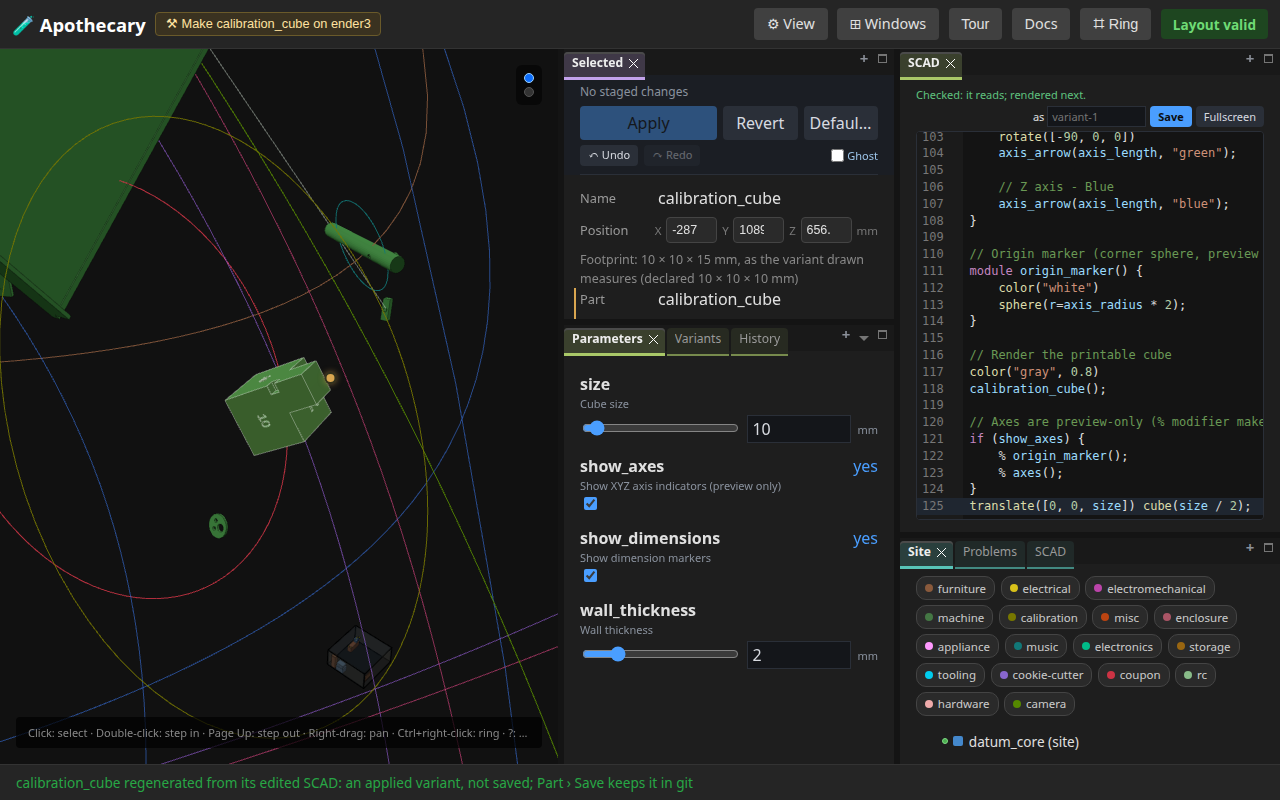 🧪 Apothecary
⚒ Make calibration_cube on ender3
⚙ View
⊞ Windows
Tour
Docs
⌗ Ring
Layout valid
Selected
No staged changes
Apply
Revert
Defaul...
↶ Undo
↷ Redo
Ghost
Name calibration_cube
Position X -287 Y 1089 Z 656. mm
Footprint: 10 × 10 × 15 mm, as the variant drawn
measures (declared 10 × 10 × 10 mm)
Part calibration_cube
Parameters
Variants
History
size
Cube size
10 mm
show_axes yes
Show XYZ axis indicators (preview only)
show_dimensions yes
Show dimension markers
wall_thickness
Wall thickness
2 mm
SCAD
Checked: it reads; rendered next.
as variant-1 Save Fullscreen
103 rotate([-90, 0, 0])
104 axis_arrow(axis_length, "green");
105
106 // Z axis - Blue
107 axis_arrow(axis_length, "blue");
108 }
109
110 // Origin marker (corner sphere, preview
111 module origin_marker() {
112 color("white")
113 sphere(r=axis_radius * 2);
114 }
115
116 // Render the printable cube
117 color("gray", 0.8)
118 calibration_cube();
119
120 // Axes are preview-only (% modifier make
121 if (show_axes) {
122 % origin_marker();
123 % axes();
124 }
125 translate([0, 0, size]) cube(size / 2);
Site
Problems
SCAD
furniture
electrical
electromechanical
machine
calibration
misc
enclosure
appliance
music
electronics
storage
tooling
cookie-cutter
coupon
rc
hardware
camera
datum_core (site)
10
Click: select · Double-click: step in · Page Up: step out · Right-drag: pan · Ctrl+right-click: ring · ?: ...
calibration_cube regenerated from its edited SCAD: an applied variant, not saved; Part › Save keeps it in git